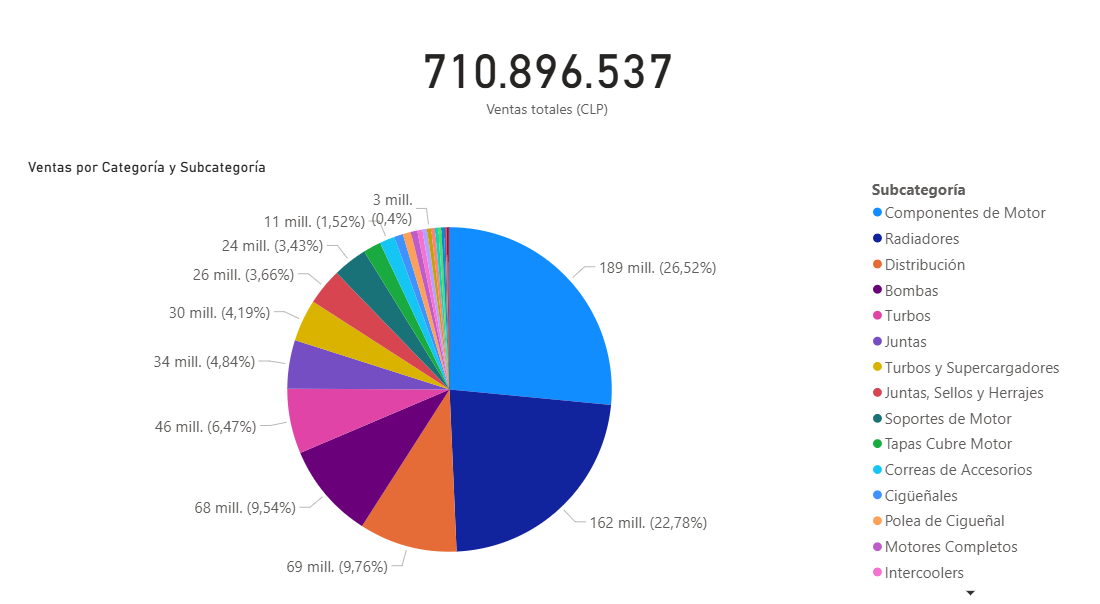 710.896.537
Ventas totales (CLP)
Ventas por Categoría y Subcategoría
3 mill.
(0,4%)
11 mill. (1,52%)
24 mill. (3,43%)
26 mill. (3,66%)
30 mill. (4,19%)
34 mill. (4,84%)
46 mill. (6,47%)
68 mill. (9,54%)
69 mill. (9,76%)
189 mill. (26,52%)
162 mill. (22,78%)
Subcategoría
Componentes de Motor
Radiadores
Distribución
Bombas
Turbos
Juntas
Turbos y Supercargadores
Juntas, Sellos y Herrajes
Soportes de Motor
Tapas Cubre Motor
Correas de Accesorios
Cigüeñales
Polea de Cigueñal
Motores Completos
Intercoolers